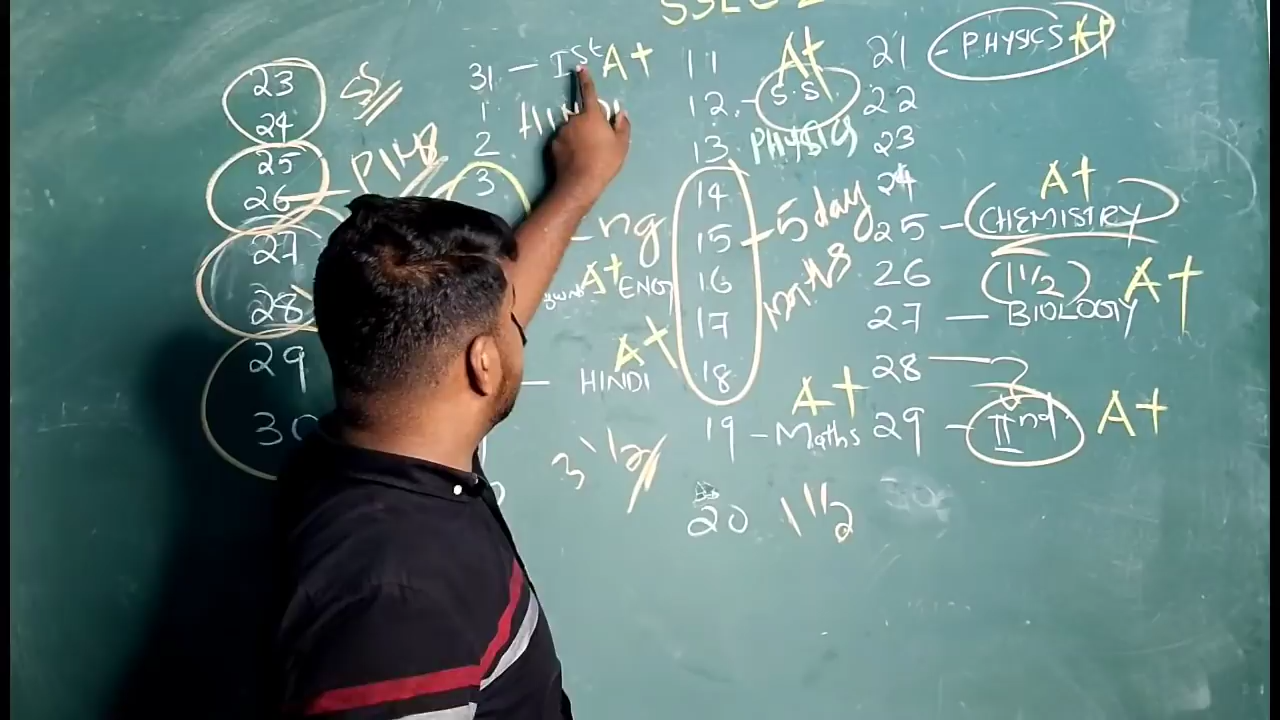 SSLC 2
23
24
25
26
27
28
29
30
31 - Ist A+
1
2
3
ng
A+ ENG
A+
HINDI
3 1/2
11 A+
12 - S.S
13 PHYSICS
14
15 - 5 day
16
17
18
A+
19 - Maths
20 1 1/2
21 PHYSICS A+
22
23
24 A+
25 - CHEMISTRY
26 (1 1/2) A+
27 - BIOLOGY
28
29 - IInd A+